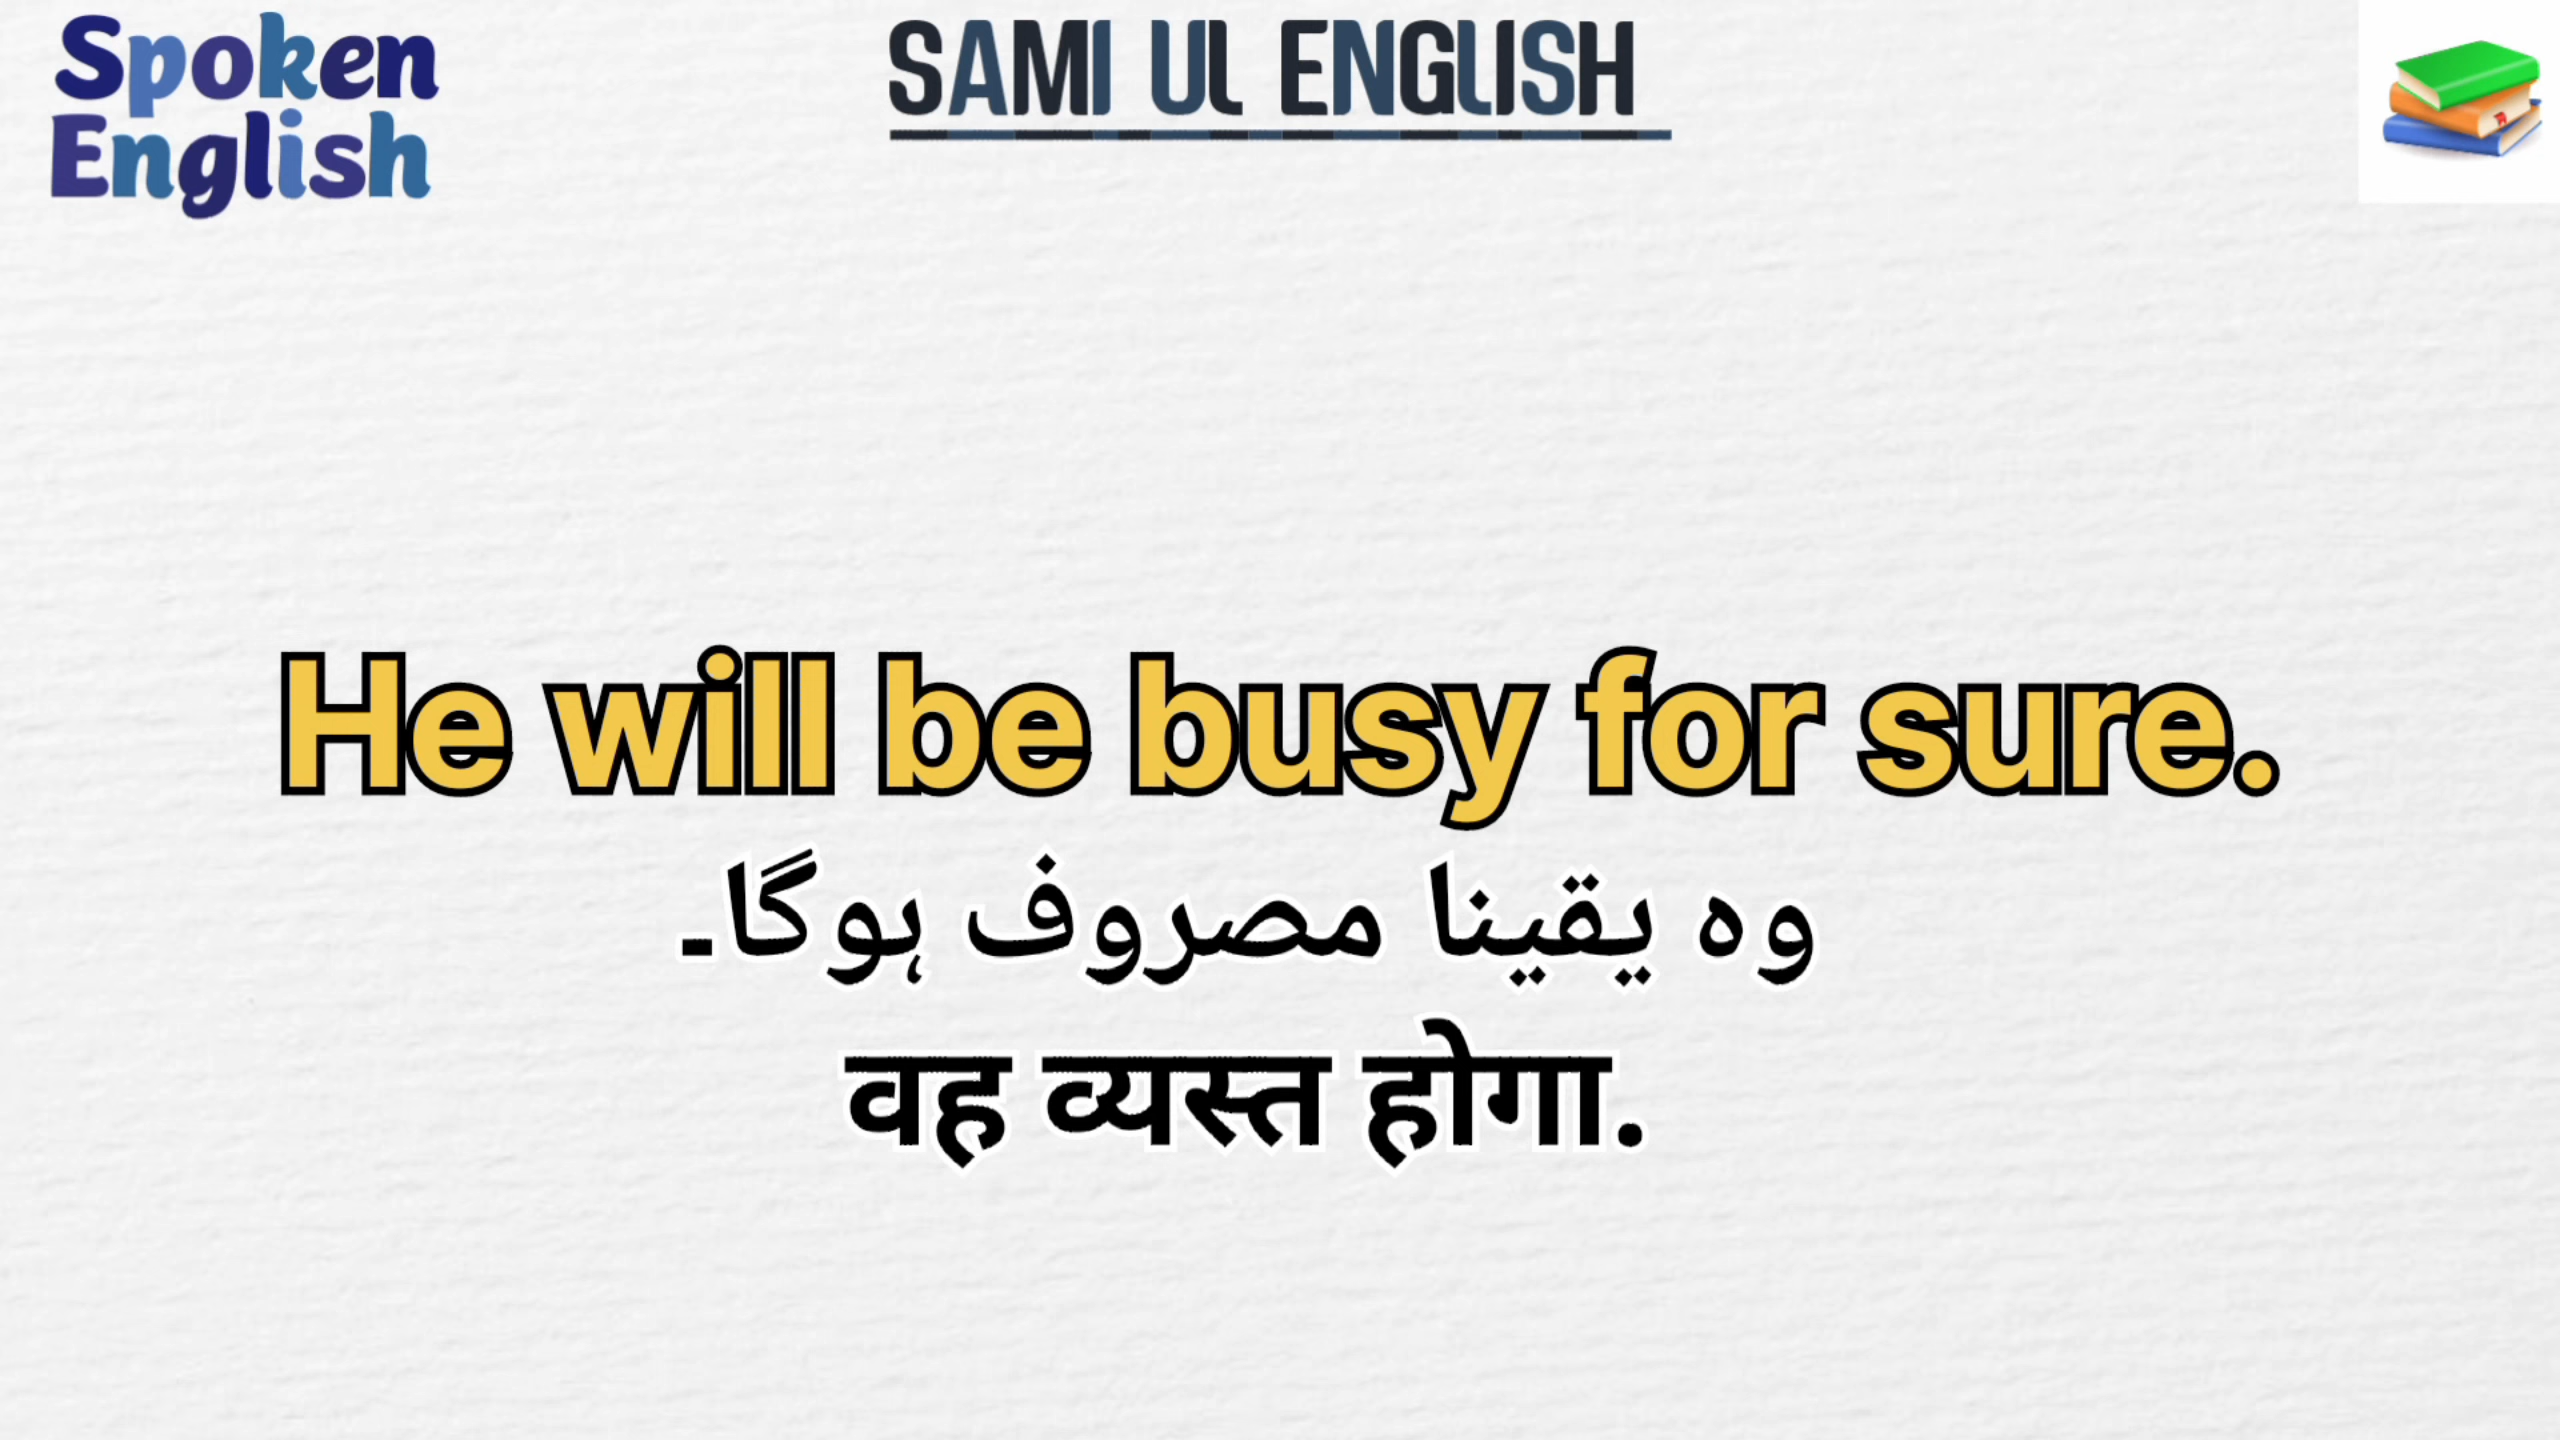 Spoken
English
SAMI UL ENGLISH
He will be busy for sure.
وہ یقینا مصروف ہوگا۔
वह व्यस्त होगा.